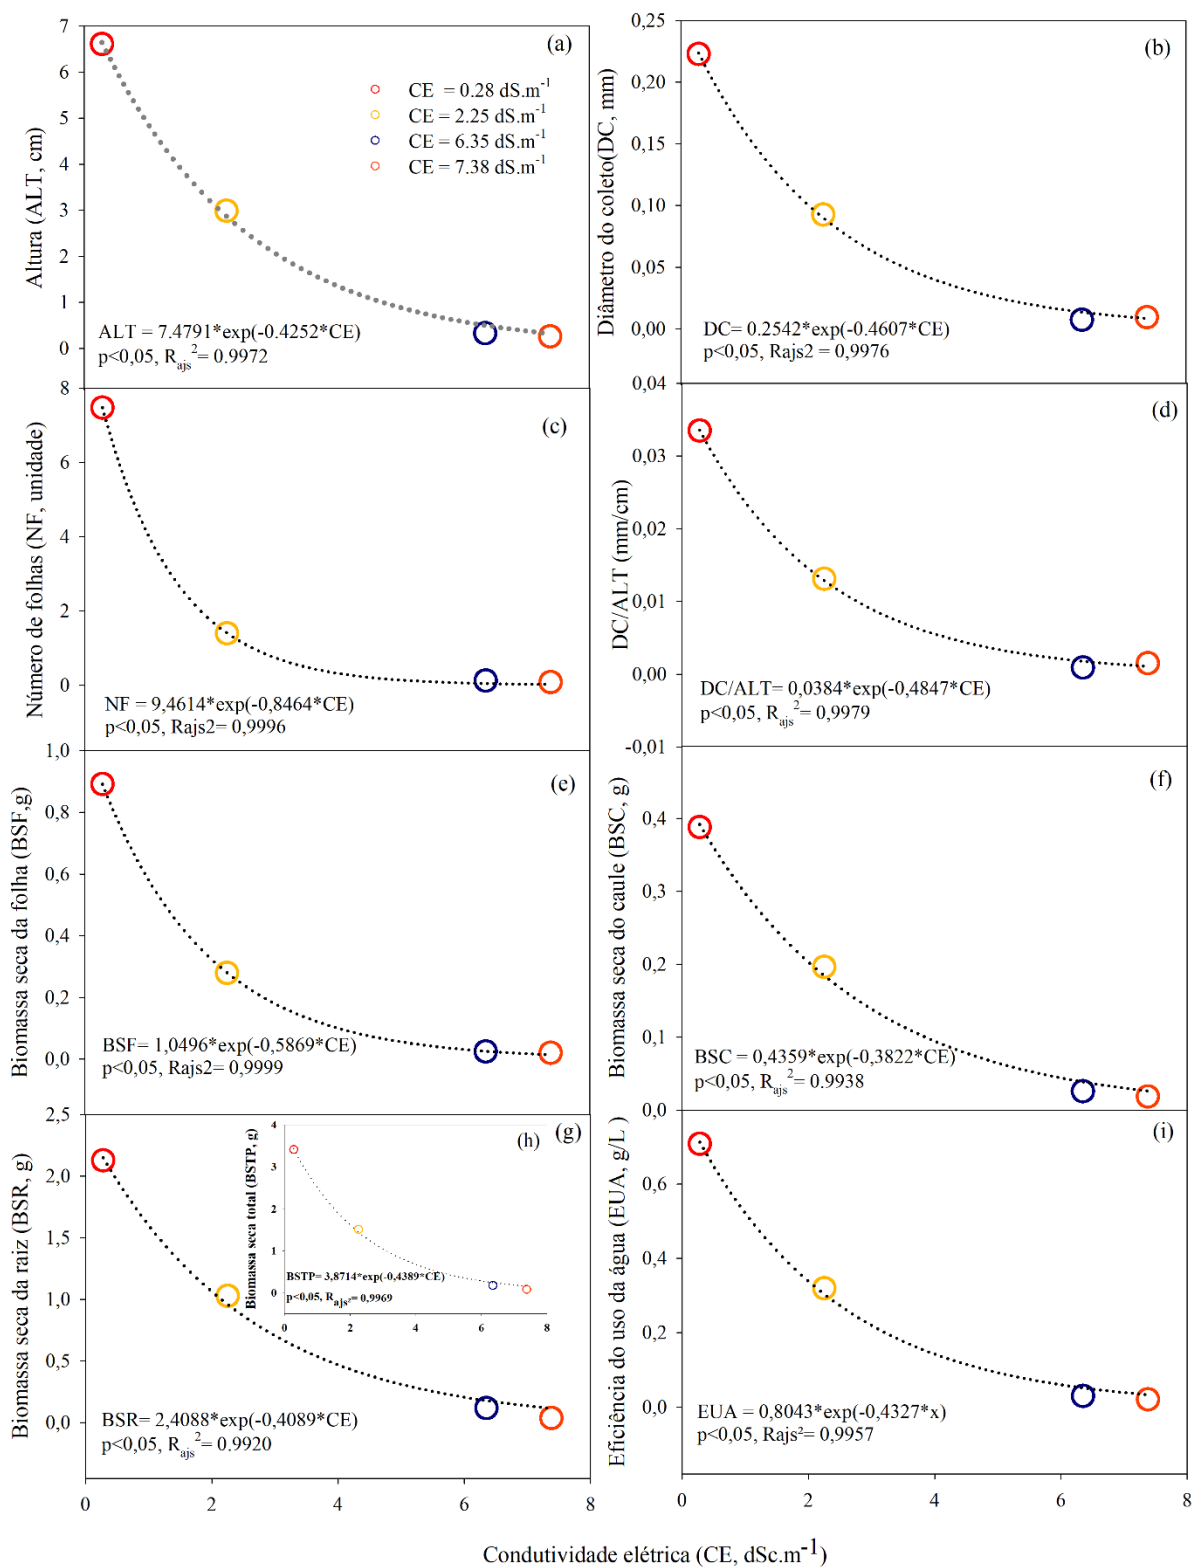 7
6
5
4
3
2
1
0
Altura (ALT, cm)
(a)
CE = 0.28 dS.m-1
CE = 2.25 dS.m-1
CE = 6.35 dS.m-1
CE = 7.38 dS.m-1
ALT = 7.4791*exp(-0.4252*CE)
p<0,05, Rajs2= 0.9972
0,25
0,20
0,15
0,10
0,05
0,00
Diâmetro do coleto(DC, mm)
(b)
DC= 0.2542*exp(-0.4607*CE)
p<0,05, Rajs2 = 0,9976
8
6
4
2
0
Número de folhas (NF, unidade)
(c)
NF = 9,4614*exp(-0,8464*CE)
p<0,05, Rajs2= 0,9996
0,04
0,03
0,02
0,01
0,00
-0,01
DC/ALT (mm/cm)
(d)
DC/ALT= 0,0384*exp(-0,4847*CE)
p<0,05, Rajs2= 0,9979
1,0
0,8
0,6
0,4
0,2
0,0
Biomassa seca da folha (BSF,g)
(e)
BSF= 1,0496*exp(-0,5869*CE)
p<0,05, Rajs2= 0,9999
0,4
0,3
0,2
0,1
0,0
Biomassa seca do caule (BSC, g)
(f)
BSC = 0,4359*exp(-0,3822*CE)
p<0,05, Rajs2= 0.9938
2,5
2,0
1,5
1,0
0,5
0,0
Biomassa seca da raiz (BSR, g)
(g)
BSR= 2,4088*exp(-0,4089*CE)
p<0,05, Rajs2= 0.9920
0
2
4
6
8
5
4
3
2
1
0
Biomassa seca total (BSTP, g)
(h)
BSTP= 3,8714*exp(-0,4389*CE)
p<0,05, Rajs²= 0,9969
0
2
4
6
8
0,6
0,4
0,2
0,0
Eficiência do uso da água (EUA, g/L )
(i)
EUA = 0,8043*exp(-0,4327*x)
p<0,05, Rajs²= 0,9957
0
2
4
6
8
Condutividade elétrica (CE, dSc.m-1)